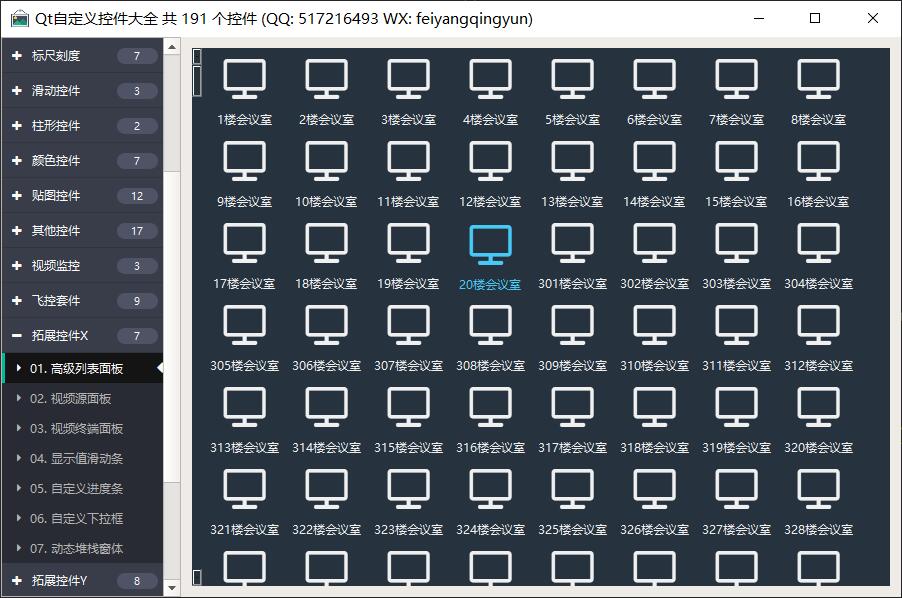 Qt自定义控件大全 共 191 个控件 (QQ: 517216493 WX: feiyangqingyun)
标尺刻度 7
滑动控件 3
柱形控件 2
颜色控件 7
贴图控件 12
其他控件 17
视频监控 3
飞控套件 9
拓展控件X 7
01. 高级列表面板
02. 视频源面板
03. 视频终端面板
04. 显示值滑动条
05. 自定义进度条
06. 自定义下拉框
07. 动态堆栈窗体
拓展控件Y 8
1楼会议室 2楼会议室 3楼会议室 4楼会议室 5楼会议室 6楼会议室 7楼会议室 8楼会议室
9楼会议室 10楼会议室 11楼会议室 12楼会议室 13楼会议室 14楼会议室 15楼会议室 16楼会议室
17楼会议室 18楼会议室 19楼会议室 20楼会议室 301楼会议室 302楼会议室 303楼会议室 304楼会议室
305楼会议室 306楼会议室 307楼会议室 308楼会议室 309楼会议室 310楼会议室 311楼会议室 312楼会议室
313楼会议室 314楼会议室 315楼会议室 316楼会议室 317楼会议室 318楼会议室 319楼会议室 320楼会议室
321楼会议室 322楼会议室 323楼会议室 324楼会议室 325楼会议室 326楼会议室 327楼会议室 328楼会议室